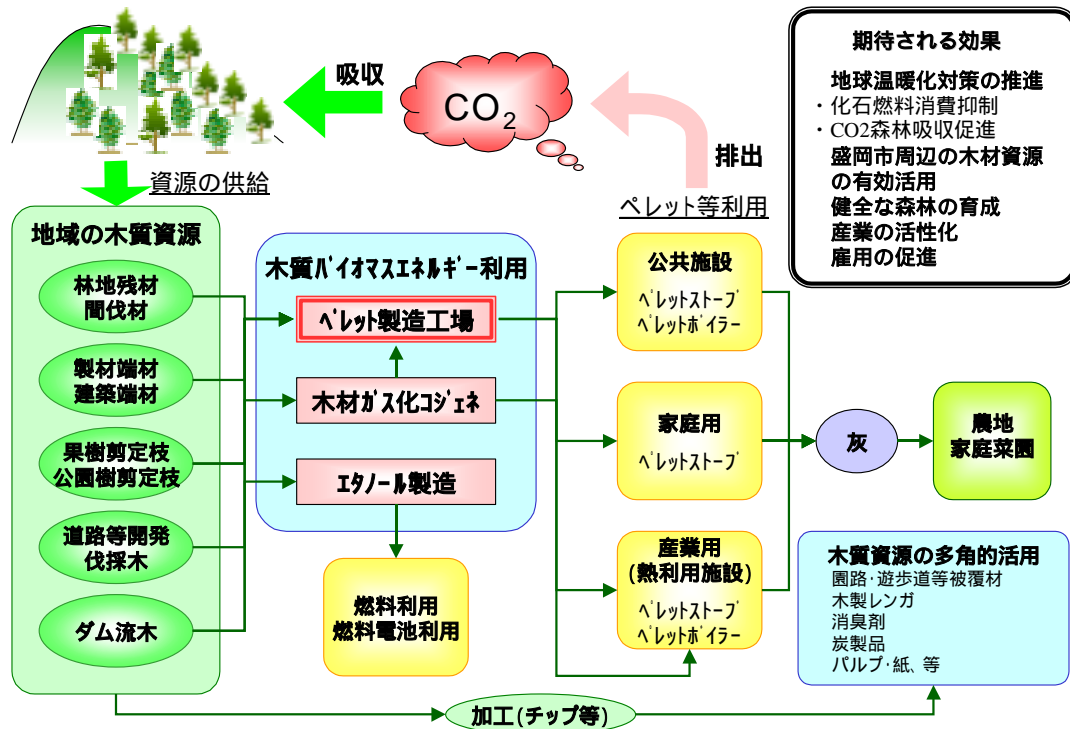 吸収
CO2
排出
資源の供給
ペレット等利用
期待される効果
地球温暖化対策の推進
・化石燃料消費抑制
・CO2森林吸収促進
盛岡市周辺の木材資源
の有効活用
健全な森林の育成
産業の活性化
雇用の促進
地域の木質資源
林地残材
間伐材
製材端材
建築端材
果樹剪定枝
公園樹剪定枝
道路等開発
伐採木
ダム流木
木質ﾊﾞｲｵﾏｽｴﾈﾙｷﾞｰ利用
ﾍﾟﾚｯﾄ製造工場
木材ｶﾞｽ化ｺｼﾞｪﾈ
ｴﾀﾉｰﾙ製造
燃料利用
燃料電池利用
公共施設
ﾍﾟﾚｯﾄｽﾄｰﾌﾞ
ﾍﾟﾚｯﾄﾎﾞｲﾗｰ
家庭用
ﾍﾟﾚｯﾄｽﾄｰﾌﾞ
産業用
(熱利用施設)
ﾍﾟﾚｯﾄｽﾄｰﾌﾞ
ﾍﾟﾚｯﾄﾎﾞｲﾗｰ
灰
農地
家庭菜園
木質資源の多角的活用
園路･遊歩道等被覆材
木製レンガ
消臭剤
炭製品
パルプ･紙、等
加工(チップ等)